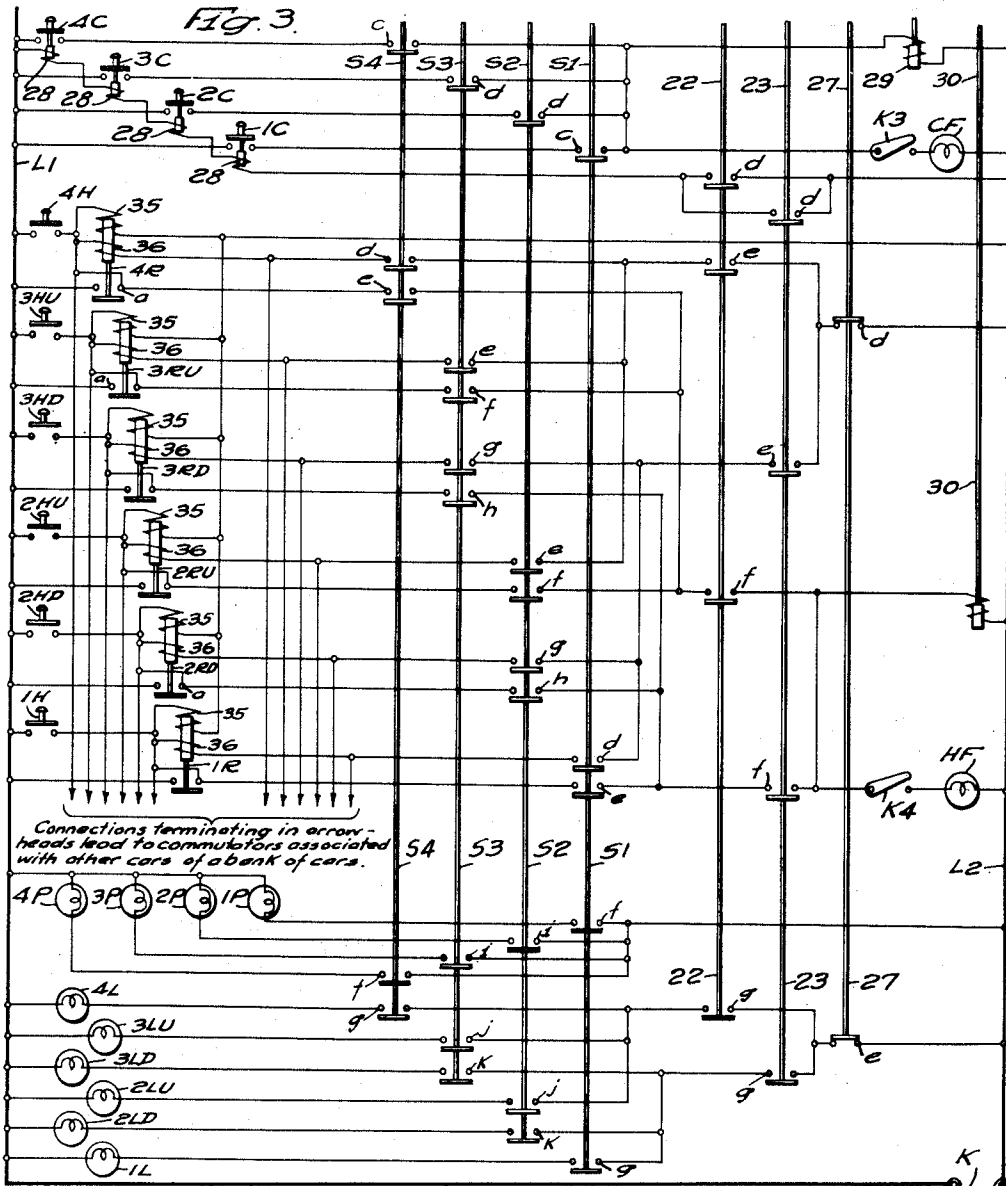 Fig. 3.
4C
3C
2C
1C
28
28
28
28
L1
c
S4
S3
S2
S1
d
d
c
22
23
27
29
30
K3
CF
d
d
4H
35
36
4R
a
d
e
e
d
3HU
35
36
3RU
a
e
f
3HD
35
36
3RD
g
h
e
30
2HU
35
36
2RU
e
f
f
2HD
35
36
2RD
a
g
h
1H
35
36
1R
d
e
f
K4
HF
Connections terminating in arrow-
heads lead to commutators associated
with other cars of a bank of cars.
S4
S3
S2
S1
L2
4P
3P
2P
1P
f
i
i
f
22
23
27
4L
g
g
3LU
j
e
3LD
k
g
2LU
j
2LD
k
1L
g
K